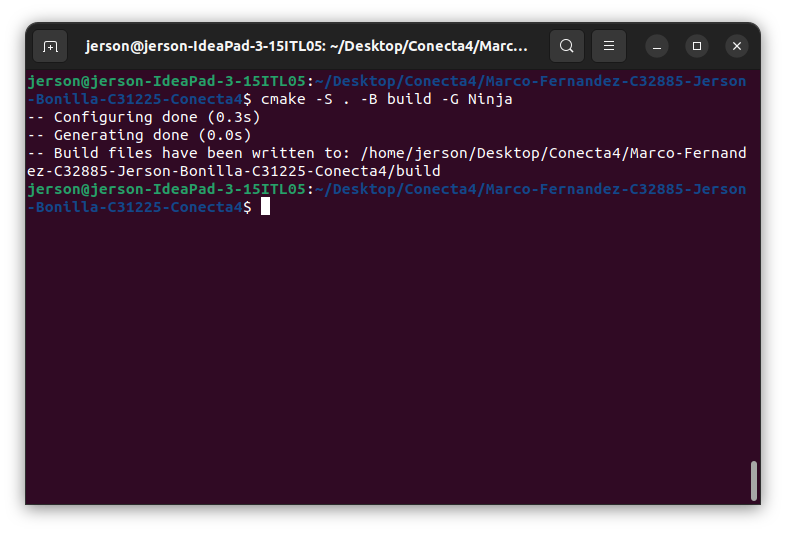 jerson@jerson-IdeaPad-3-15ITL05: ~/Desktop/Conecta4/Marc...
jerson@jerson-IdeaPad-3-15ITL05:~/Desktop/Conecta4/Marco-Fernandez-C32885-Jerson
-Bonilla-C31225-Conecta4$ cmake -S . -B build -G Ninja
-- Configuring done (0.3s)
-- Generating done (0.0s)
-- Build files have been written to: /home/jerson/Desktop/Conecta4/Marco-Fernand
ez-C32885-Jerson-Bonilla-C31225-Conecta4/build
jerson@jerson-IdeaPad-3-15ITL05:~/Desktop/Conecta4/Marco-Fernandez-C32885-Jerson
-Bonilla-C31225-Conecta4$